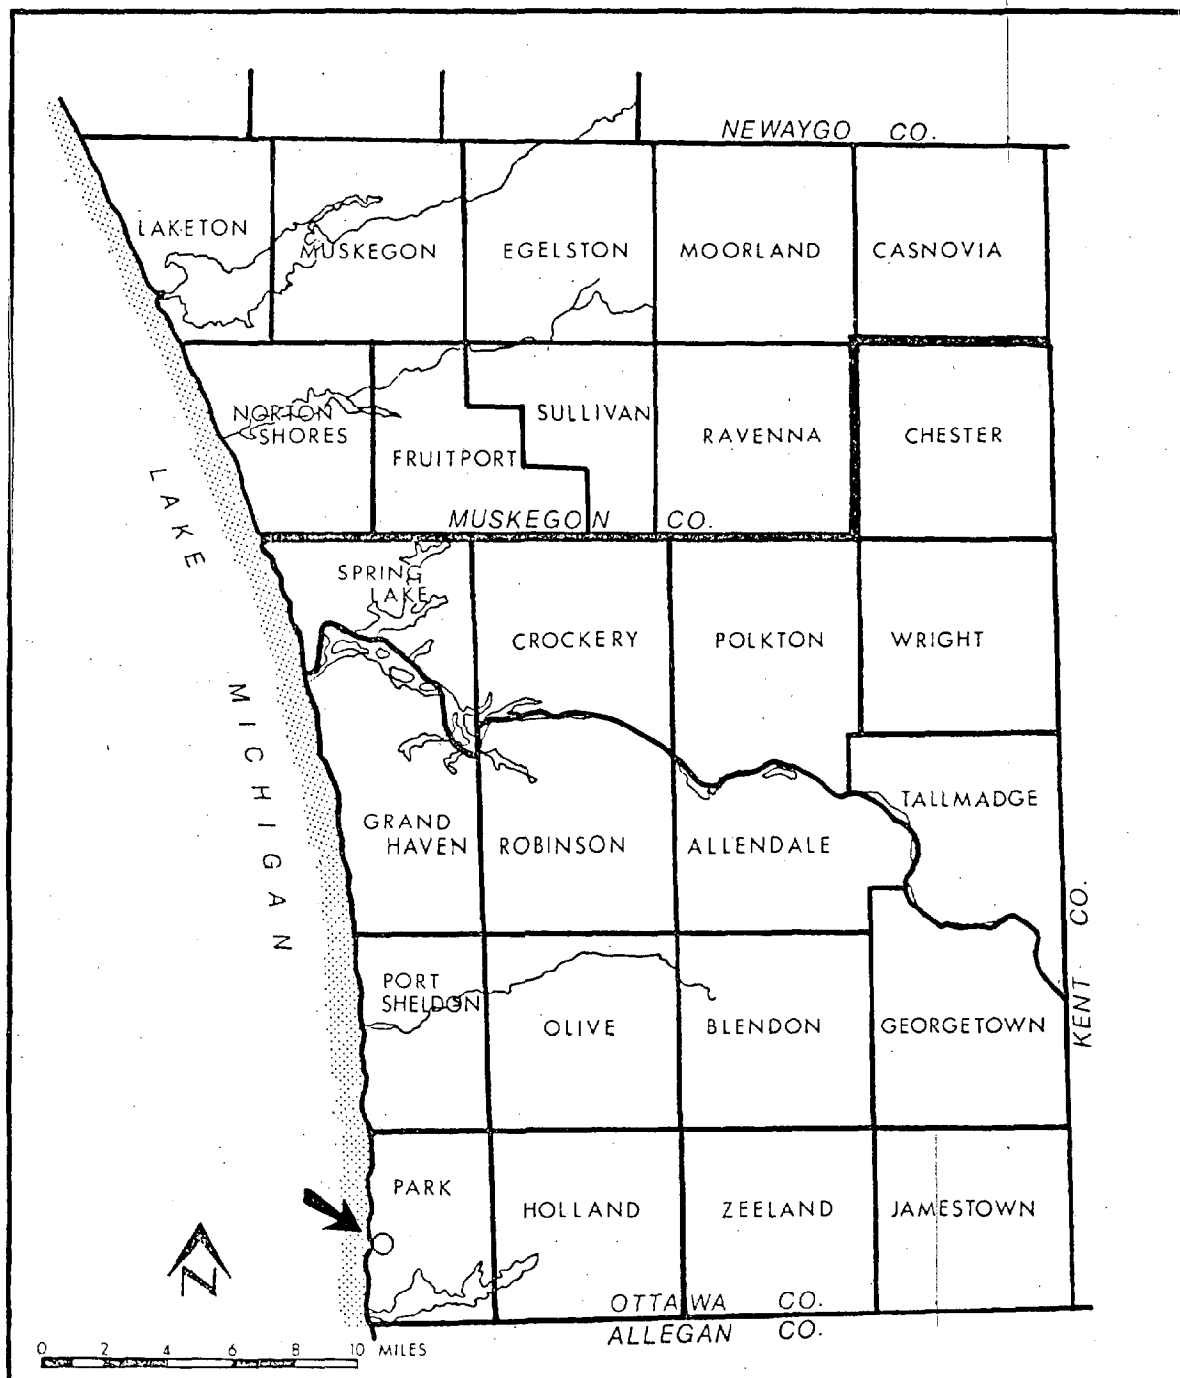 NEWAYGO CO.
LAKETON
MUSKEGON
EGELSTON
MOORLAND
CASNOVIA
NORTON
SHORES
FRUITPORT
SULLIVAN
RAVENNA
CHESTER
MUSKEGON CO.
LAKE MICHIGAN
SPRING
LAKE
CROCKERY
POLKTON
WRIGHT
GRAND
HAVEN
ROBINSON
ALLENDALE
TALLMADGE
KENT CO.
PORT
SHELDON
OLIVE
BLENDON
GEORGETOWN
PARK
HOLLAND
ZEELAND
JAMESTOWN
OTTAWA CO.
ALLEGAN CO.
N
0 2 4 6 8 10 MILES